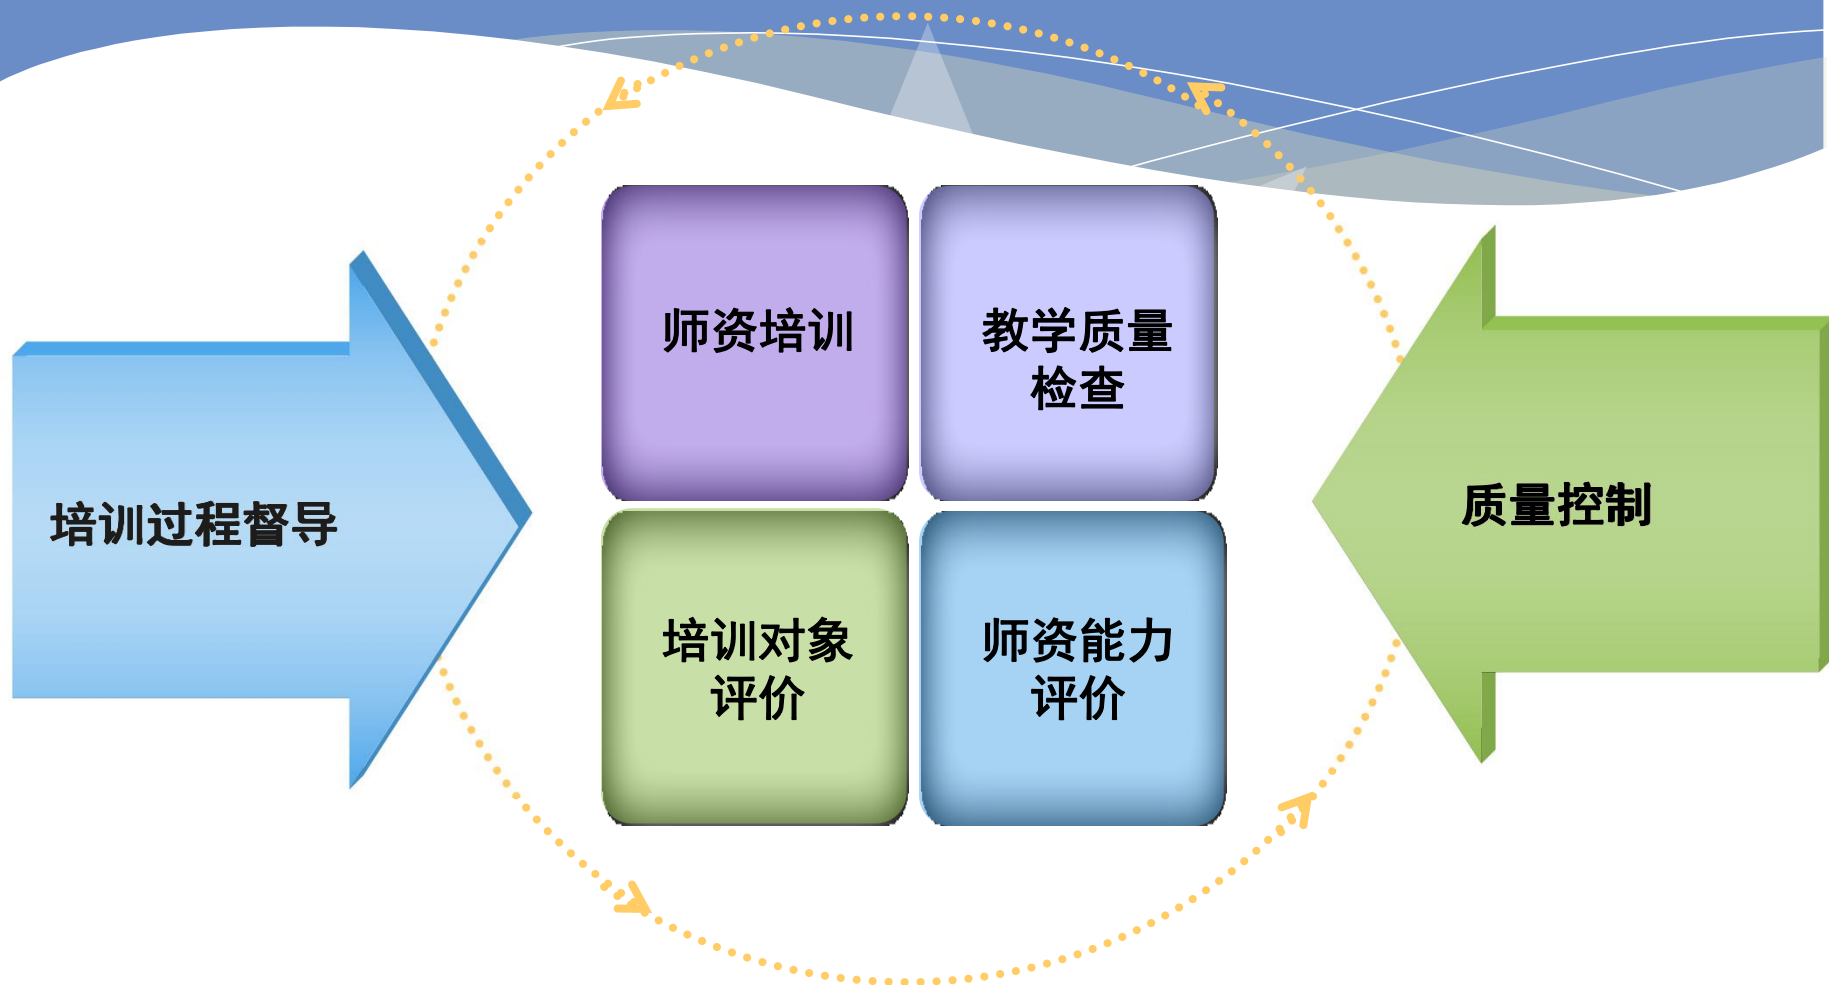 师资培训
教学质量
检查
培训过程督导
质量控制
培训对象
评价
师资能力
评价